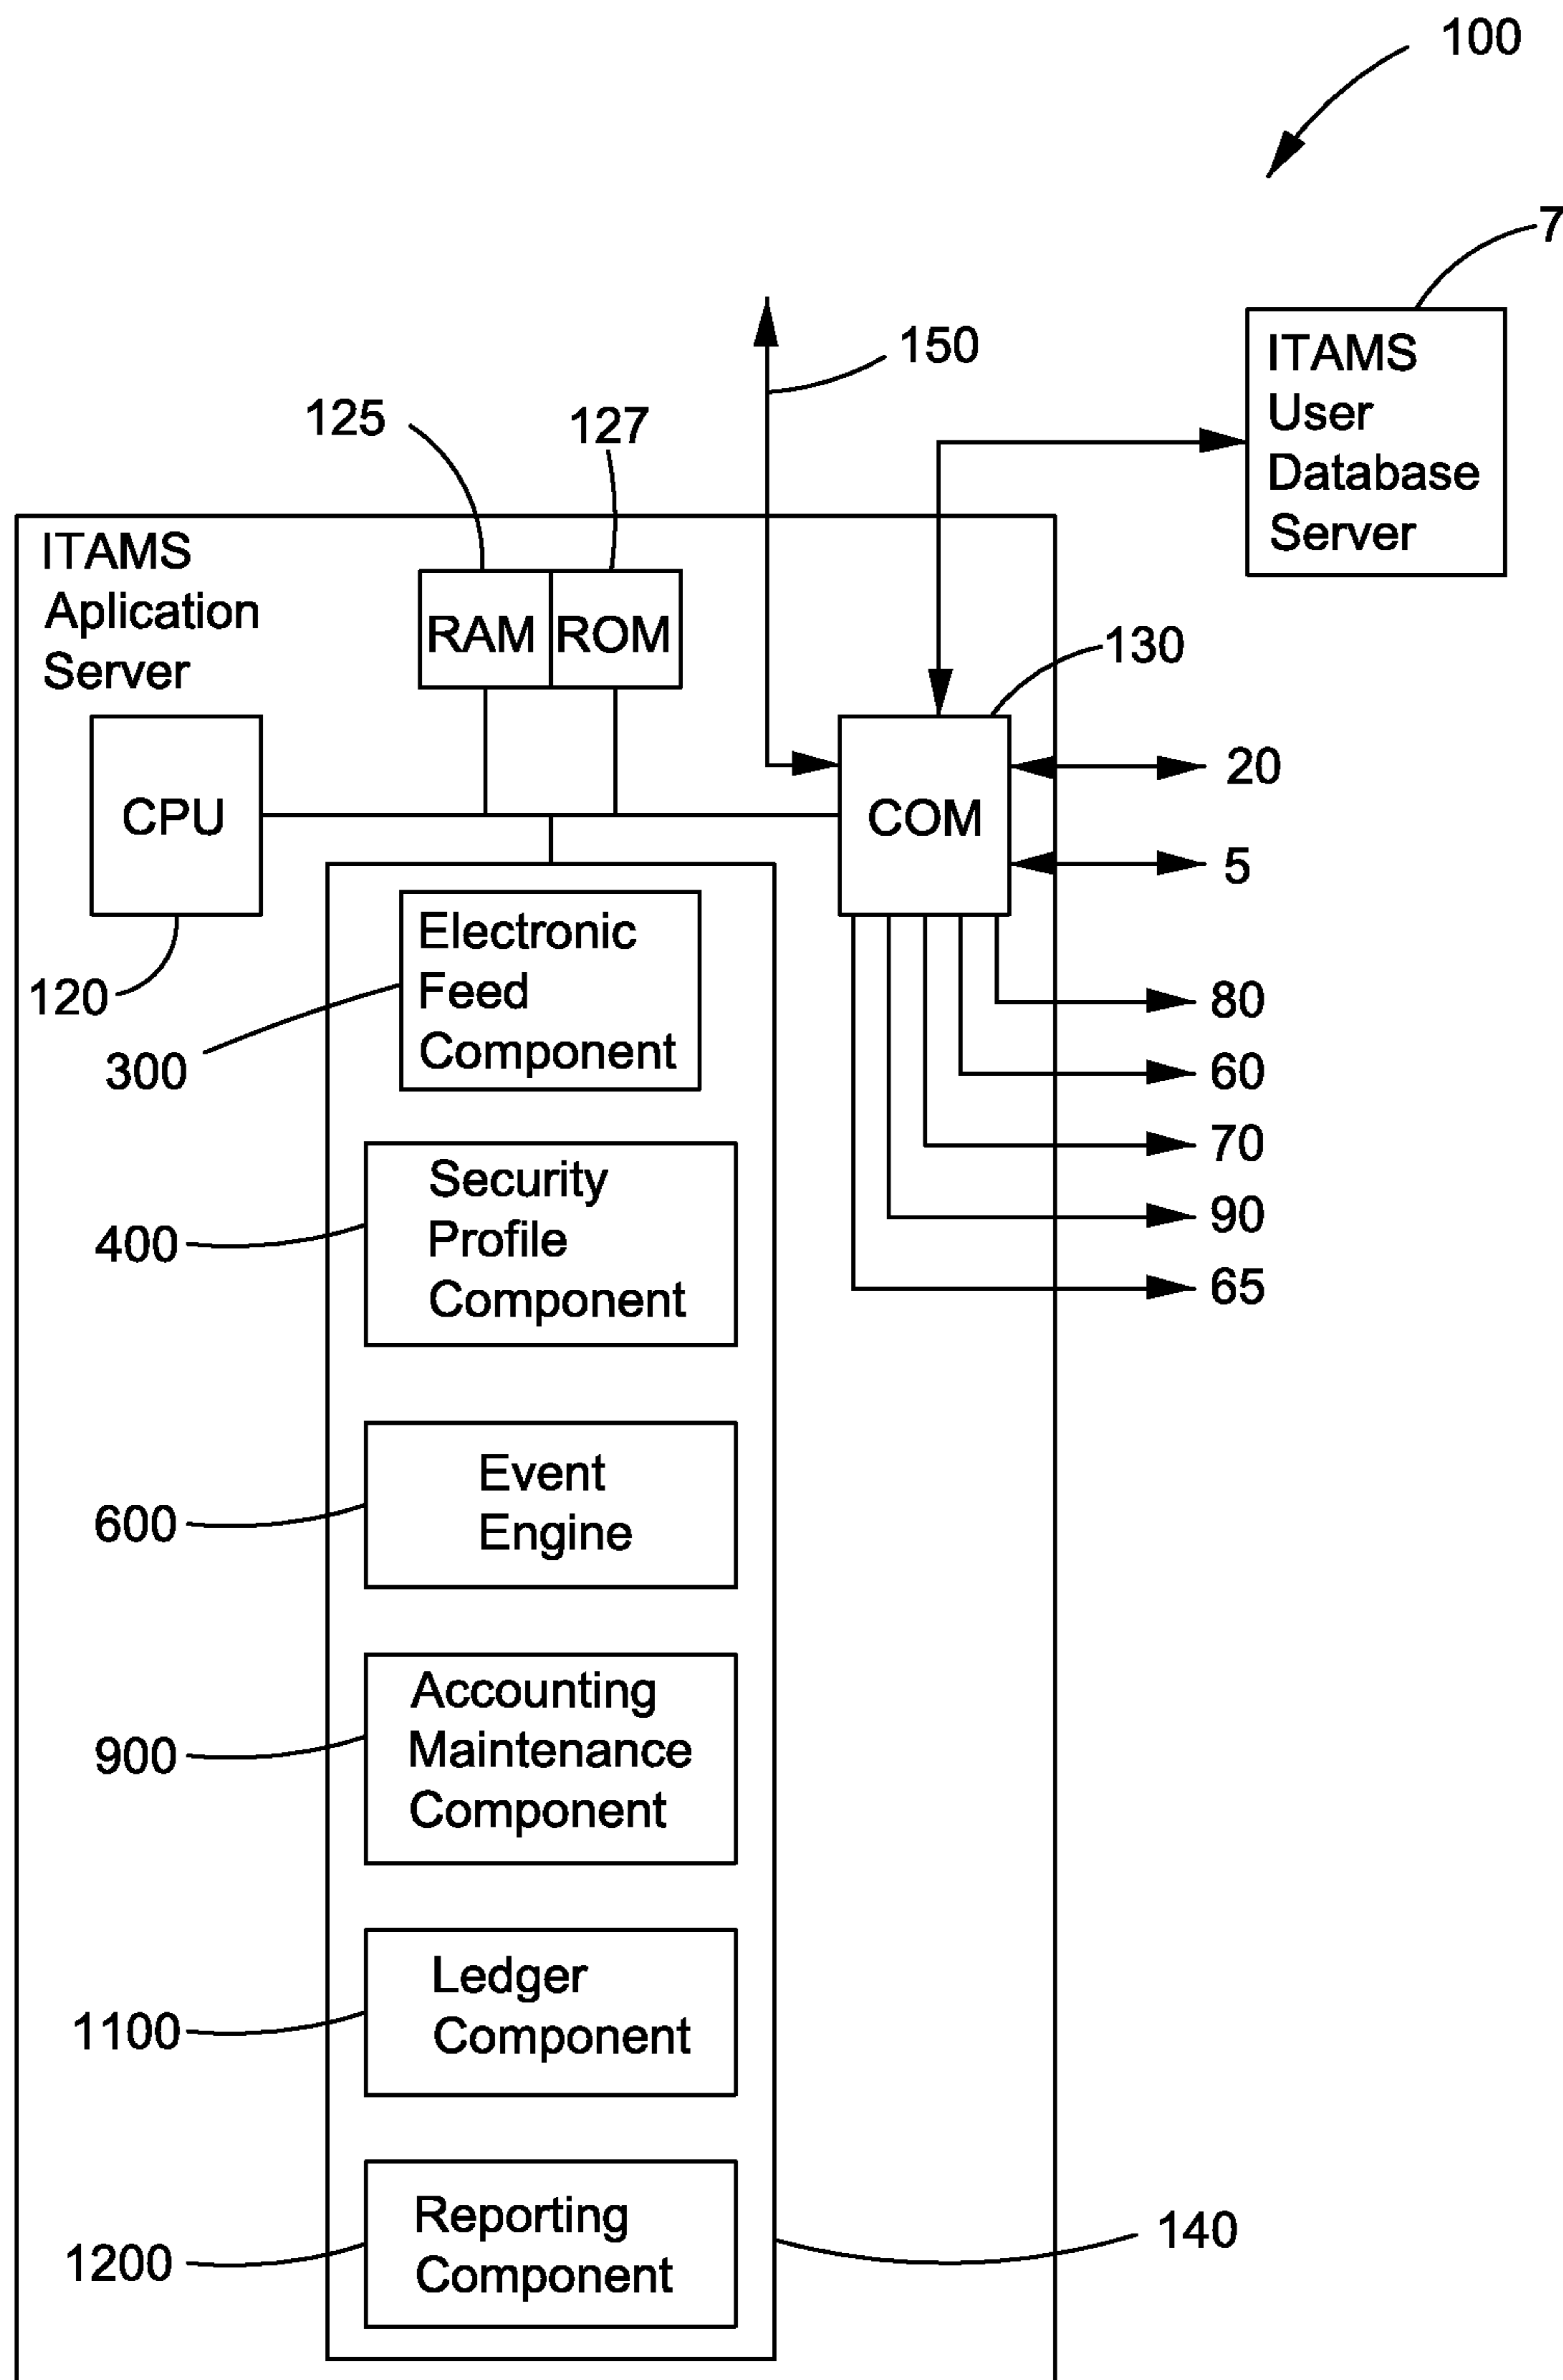 100
7
150
ITAMS
User
Database
Server
125
127
ITAMS
Aplication
Server
RAM
ROM
130
CPU
COM
20
5
120
Electronic
Feed
Component
300
80
60
70
90
65
Security
Profile
Component
400
Event
Engine
600
Accounting
Maintenance
Component
900
Ledger
Component
1100
Reporting
Component
1200
140